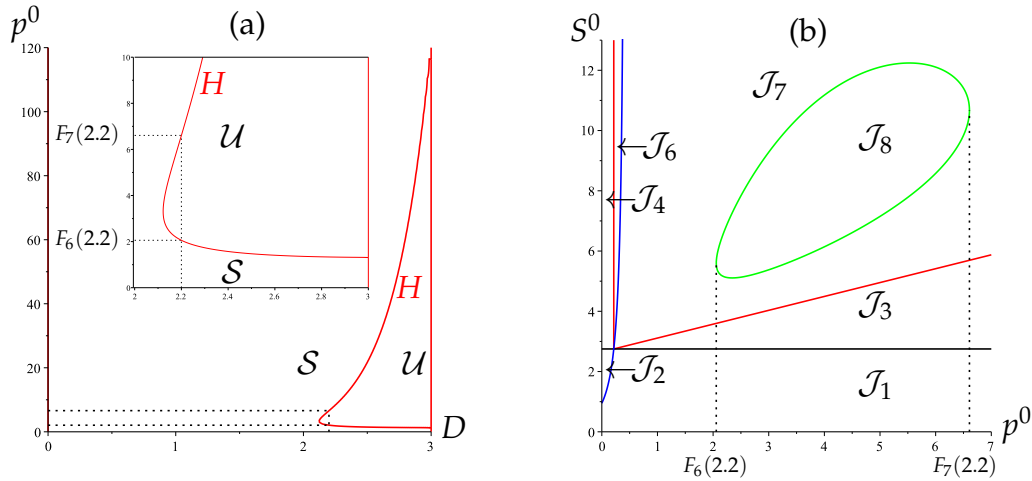 (a)
p⁰
120
100
80
60
40
20
0
0
1
2
3
D
H
𝒮
𝒰
10
8
6
4
2
0
2
2.2
2.4
2.6
2.8
3
F₇(2.2)
F₆(2.2)
H
𝒰
𝒮
(b)
S⁰
12
10
8
6
4
2
0
0
1
2
3
4
5
6
7
p⁰
F₆(2.2)
F₇(2.2)
𝒥₇
𝒥₈
𝒥₆
𝒥₄
𝒥₃
𝒥₂
𝒥₁